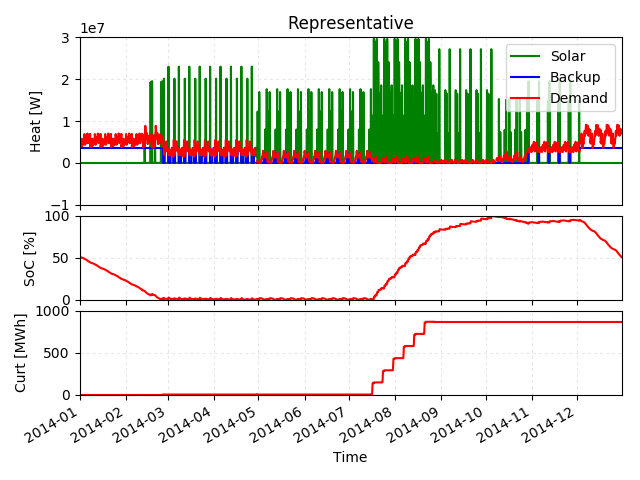 Representative
1e7
Heat [W]
3
2
1
0
−1
Solar
Backup
Demand
SoC [%]
100
50
0
Curt [MWh]
1000
500
0
2014-01
2014-02
2014-03
2014-04
2014-05
2014-06
2014-07
2014-08
2014-09
2014-10
2014-11
2014-12
Time